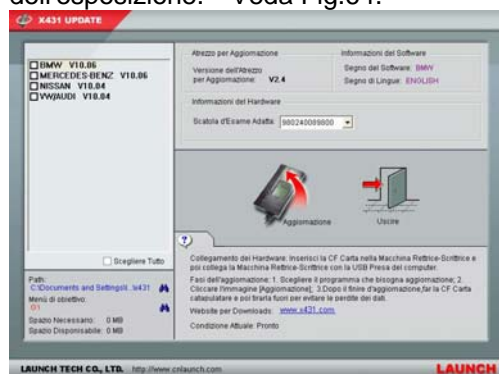 dell'esposizione. Veda Fig.84.
X431 UPDATE
BMW V10.06
MERCEDES-BENZ V10.06
NISSAN V10.04
VW/AUDI V10.04
Scegliere Tutto
Path:
C:\Documents and Settings\l...\x431
Menù di obiettivo:
01
Spazio Necessario: 0 MB
Spazio Disponisabile: 0 MB
Atrezzo per Aggiornazione
Versione dell'Atrezzo
per Aggiornazione: V2.4
Informazioni del Software
Segno del Software: BMW
Segno di Lingue: ENGLISH
Informazioni del Hardware
Scatola d'Esame Adatta: 980240009800
Aggiornazione
Uscire
Collegamento del Hardware: Inserisci la CF Carta nella Macchina Rettrice-Scrittrice e
poi collega la Macchina Rettrice-Scrittrice con la USB Presa del computer.
Fasi dell'aggiornazione: 1. Scegliere il programma che bisogna aggiornazione; 2.
Cliccare l'immagine [Aggiornazione]; 3.Dopo il finire d'aggiornazione,far la CF Carta
catapultare e poi tirarla fuori per evitare le perdite dei dati.
Website per Downloads: www.x431.com
Condizione Attuale: Pronto
LAUNCH TECH CO., LTD. http://www.cnlaunch.com
LAUNCH